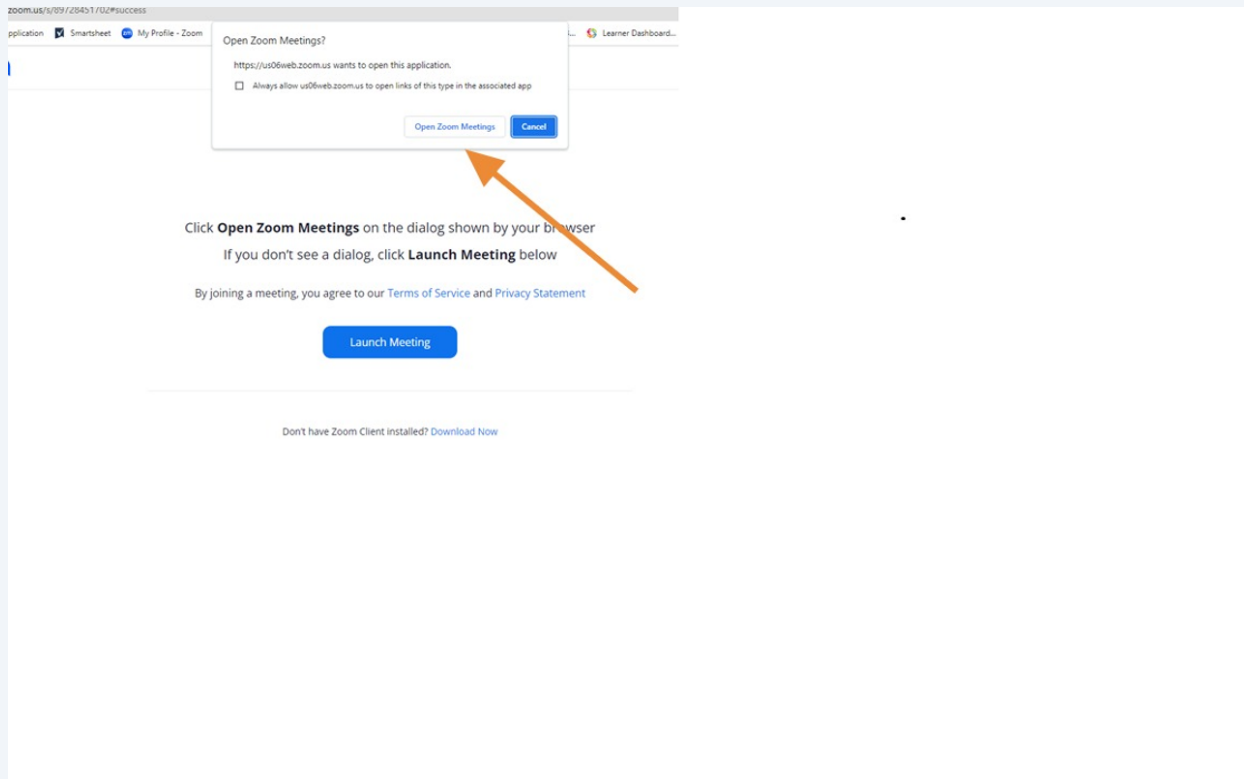 zoom.us/s/89728451702#success
pplication Smartsheet My Profile - Zoom Learner Dashboard...
Open Zoom Meetings?
https://us06web.zoom.us wants to open this application.
Always allow us06web.zoom.us to open links of this type in the associated app
Open Zoom Meetings Cancel
Click Open Zoom Meetings on the dialog shown by your browser
If you don't see a dialog, click Launch Meeting below
By joining a meeting, you agree to our Terms of Service and Privacy Statement
Launch Meeting
Don't have Zoom Client installed? Download Now